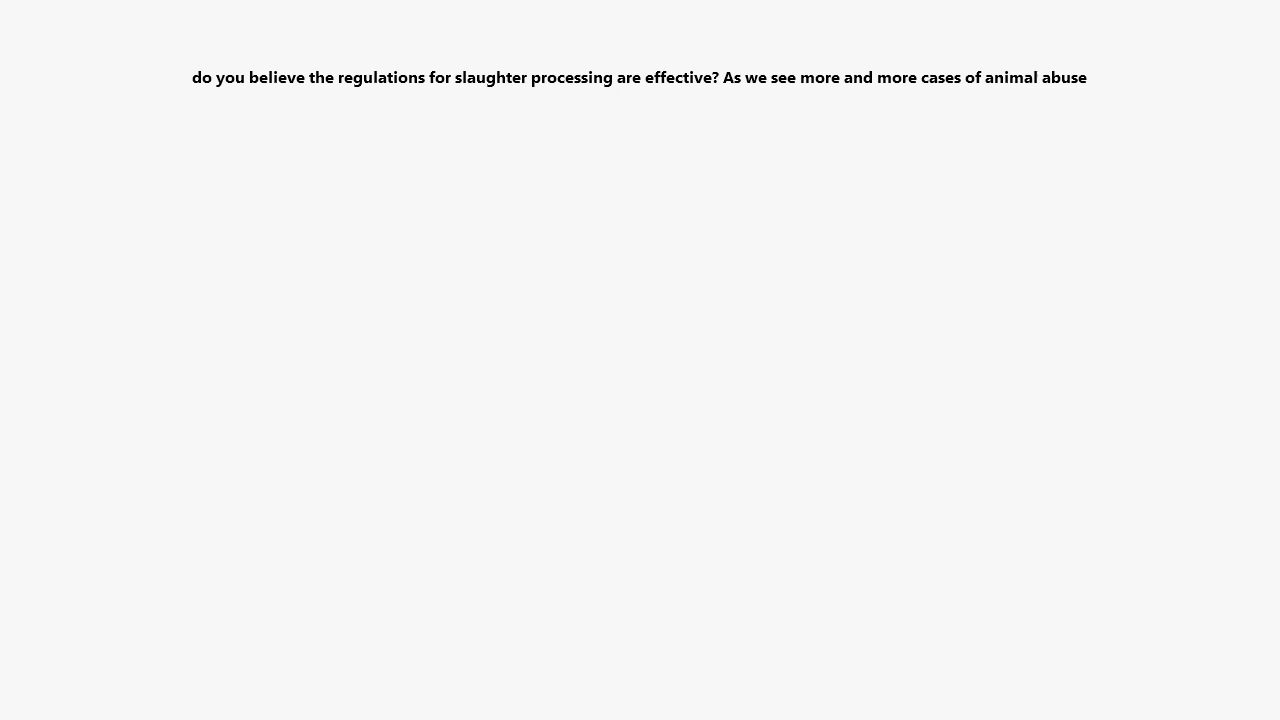 do you believe the regulations for slaughter processing are effective? As we see more and more cases of animal abuse